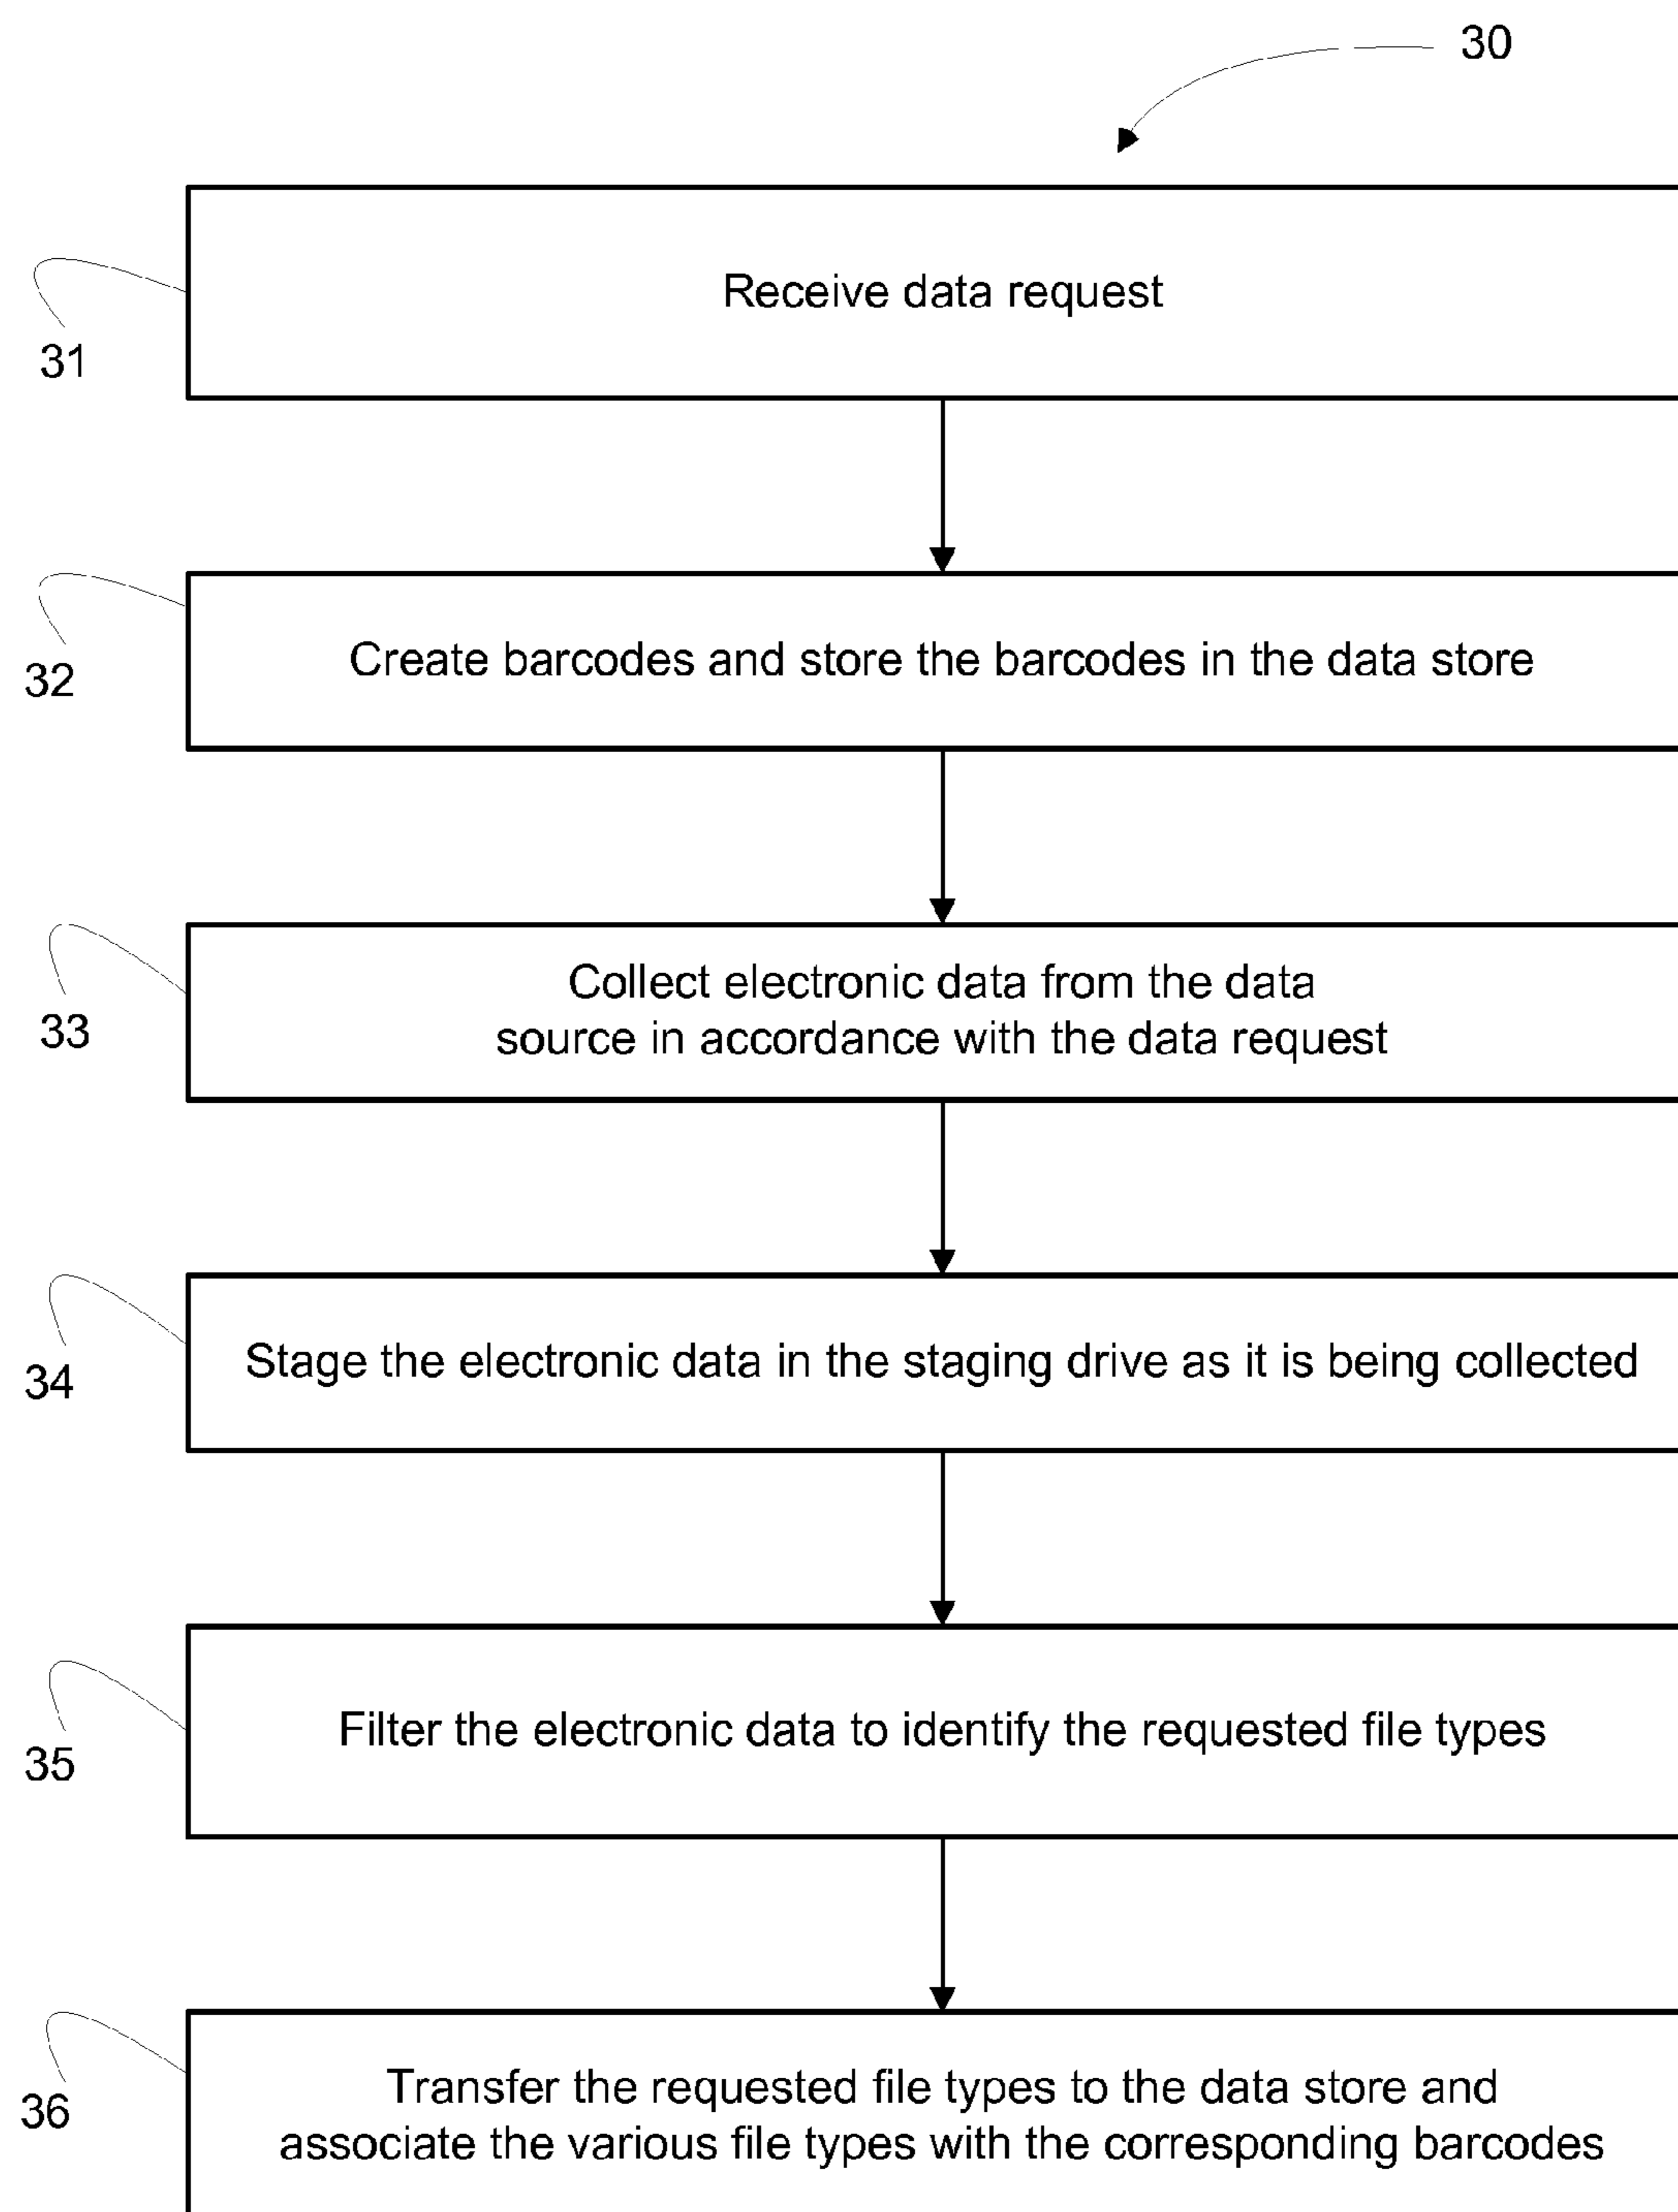 30
Receive data request
31
Create barcodes and store the barcodes in the data store
32
Collect electronic data from the data
source in accordance with the data request
33
Stage the electronic data in the staging drive as it is being collected
34
Filter the electronic data to identify the requested file types
35
Transfer the requested file types to the data store and
associate the various file types with the corresponding barcodes
36